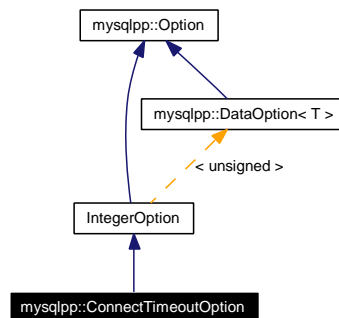 mysqlpp::Option
mysqlpp::DataOption< T >
< unsigned >
IntegerOption
mysqlpp::ConnectTimeoutOption